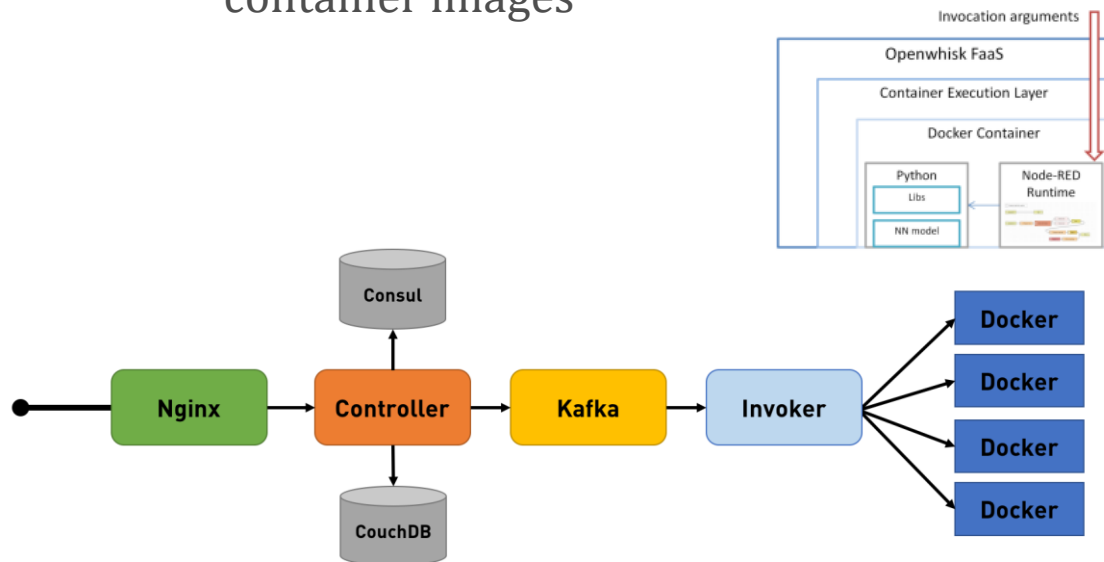 container images
Invocation arguments
Openwhisk FaaS
Container Execution Layer
Docker Container
Python
Libs
NN model
Node-RED
Runtime
Consul
Nginx
Controller
Kafka
Invoker
CouchDB
Docker
Docker
Docker
Docker